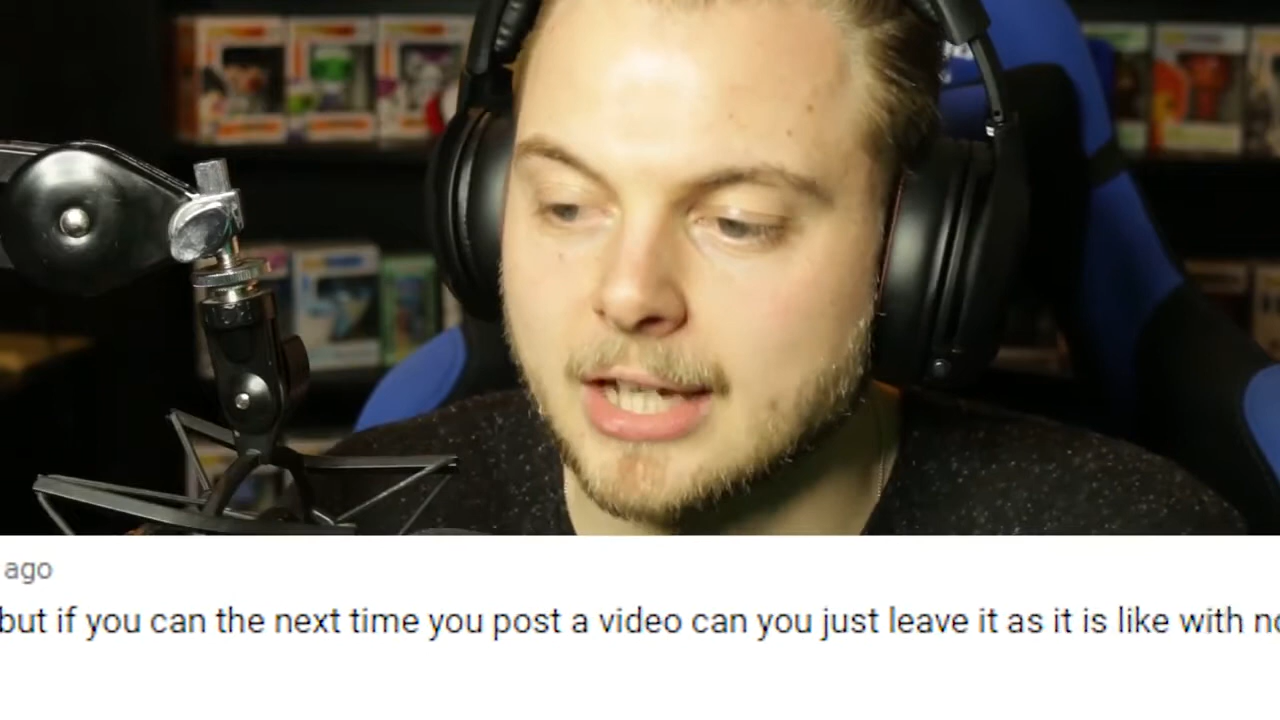 ago
but if you can the next time you post a video can you just leave it as it is like with